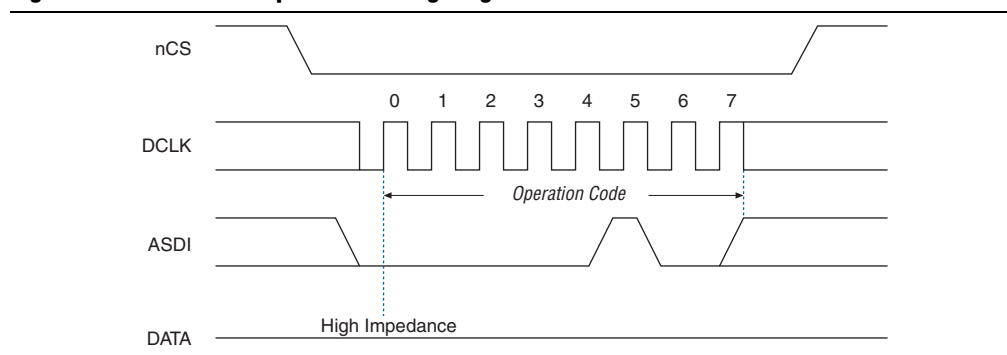 nCS
0 1 2 3 4 5 6 7
DCLK
Operation Code
ASDI
High Impedance
DATA